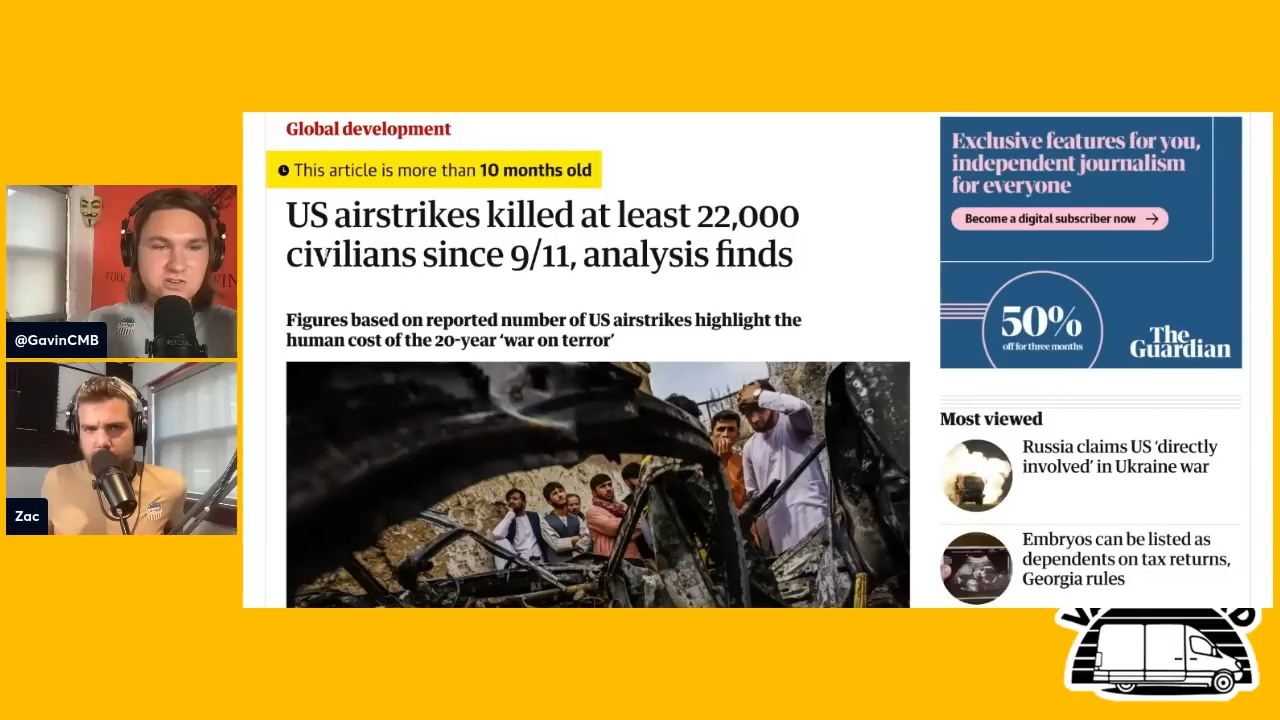 Global development
This article is more than 10 months old
US airstrikes killed at least 22,000
civilians since 9/11, analysis finds
Figures based on reported number of US airstrikes highlight the
human cost of the 20-year ‘war on terror’
Exclusive features for you,
independent journalism
for everyone
Become a digital subscriber now
50%
off for three months
The
Guardian
Most viewed
Russia claims US ‘directly
involved’ in Ukraine war
Embryos can be listed as
dependents on tax returns,
Georgia rules
@GavinCMB
Zac